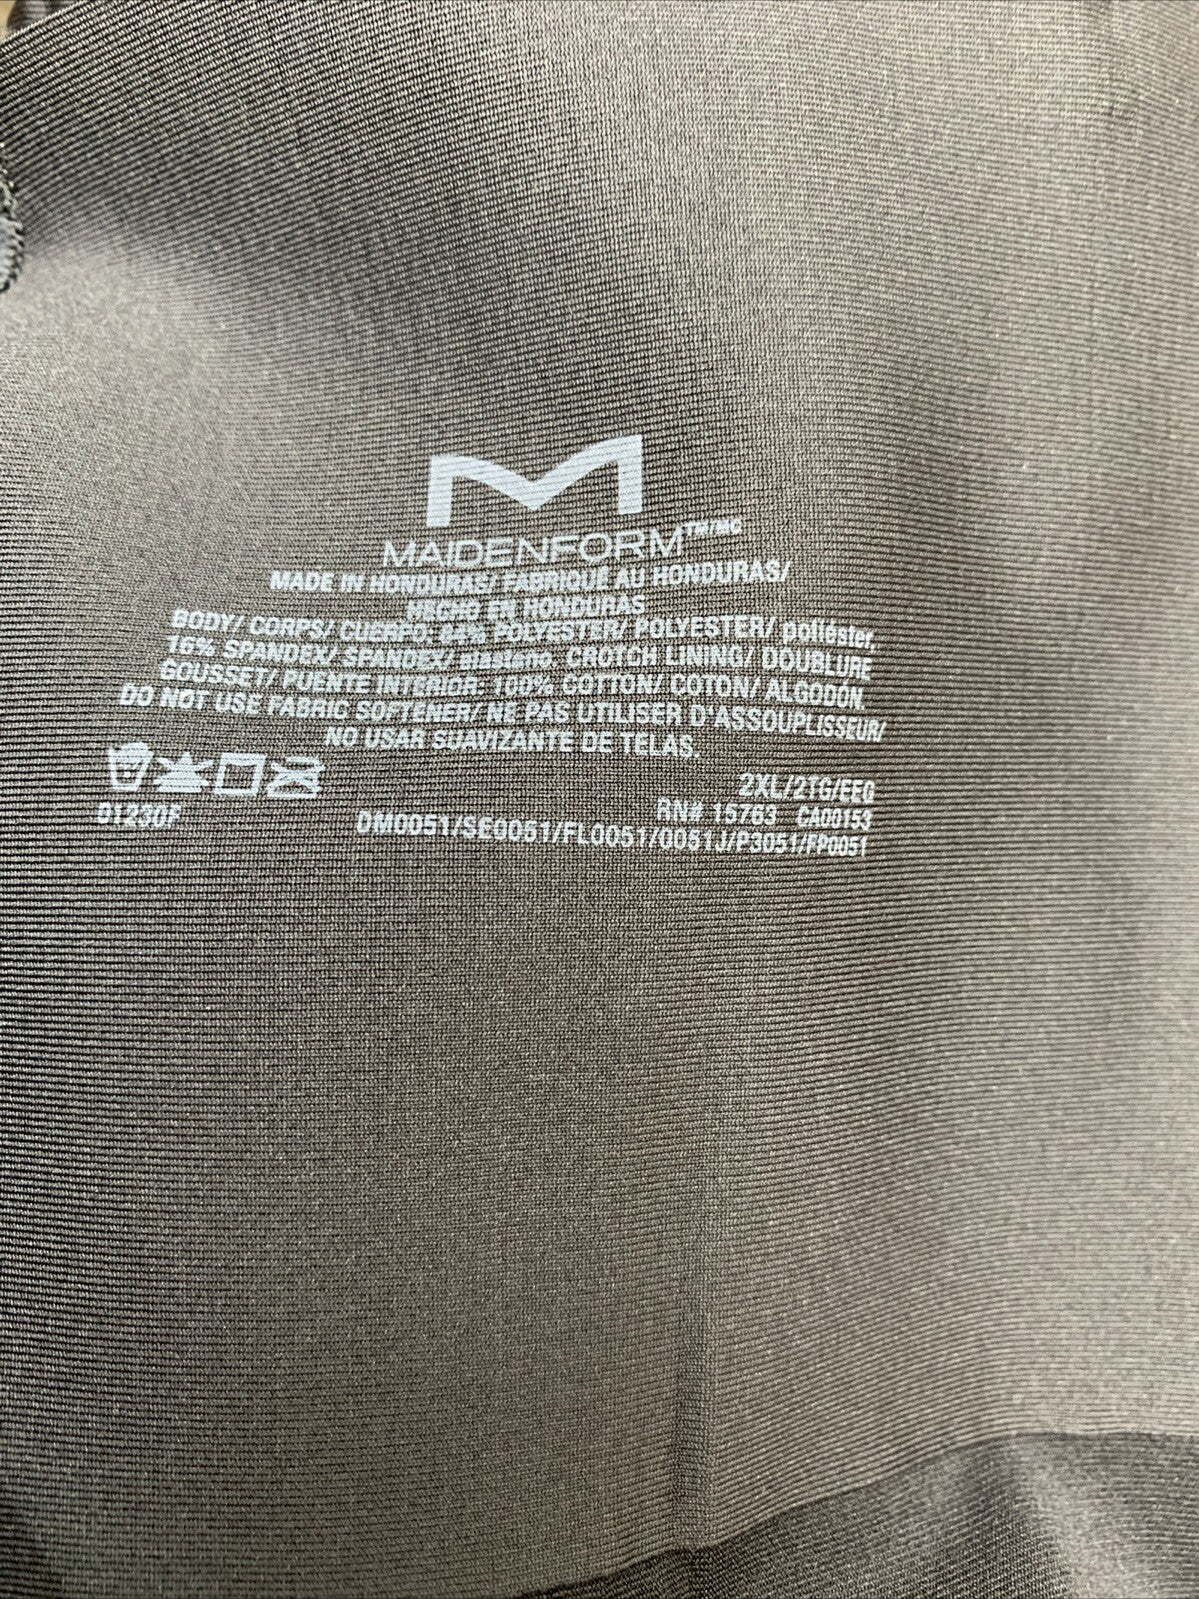 MAIDENFORM™/MC
MADE IN HONDURAS/ FABRIQUÉ AU HONDURAS/
HECHO EN HONDURAS
BODY/ CORPS/ CUERPO: 84% POLYESTER/ POLYESTER/ poliéster,
16% SPANDEX/ SPANDEX/ elastano. CROTCH LINING/ DOUBLURE
GOUSSET/ PUENTE INTERIOR: 100% COTTON/ COTON/ ALGODÓN.
DO NOT USE FABRIC SOFTENER/ NE PAS UTILISER D'ASSOUPLISSEUR/
NO USAR SUAVIZANTE DE TELAS.
2XL/2TG/EEG
RN# 15763 CA00153
01230F
DM0051/SE0051/FL0051/0051J/P3051/FP0051